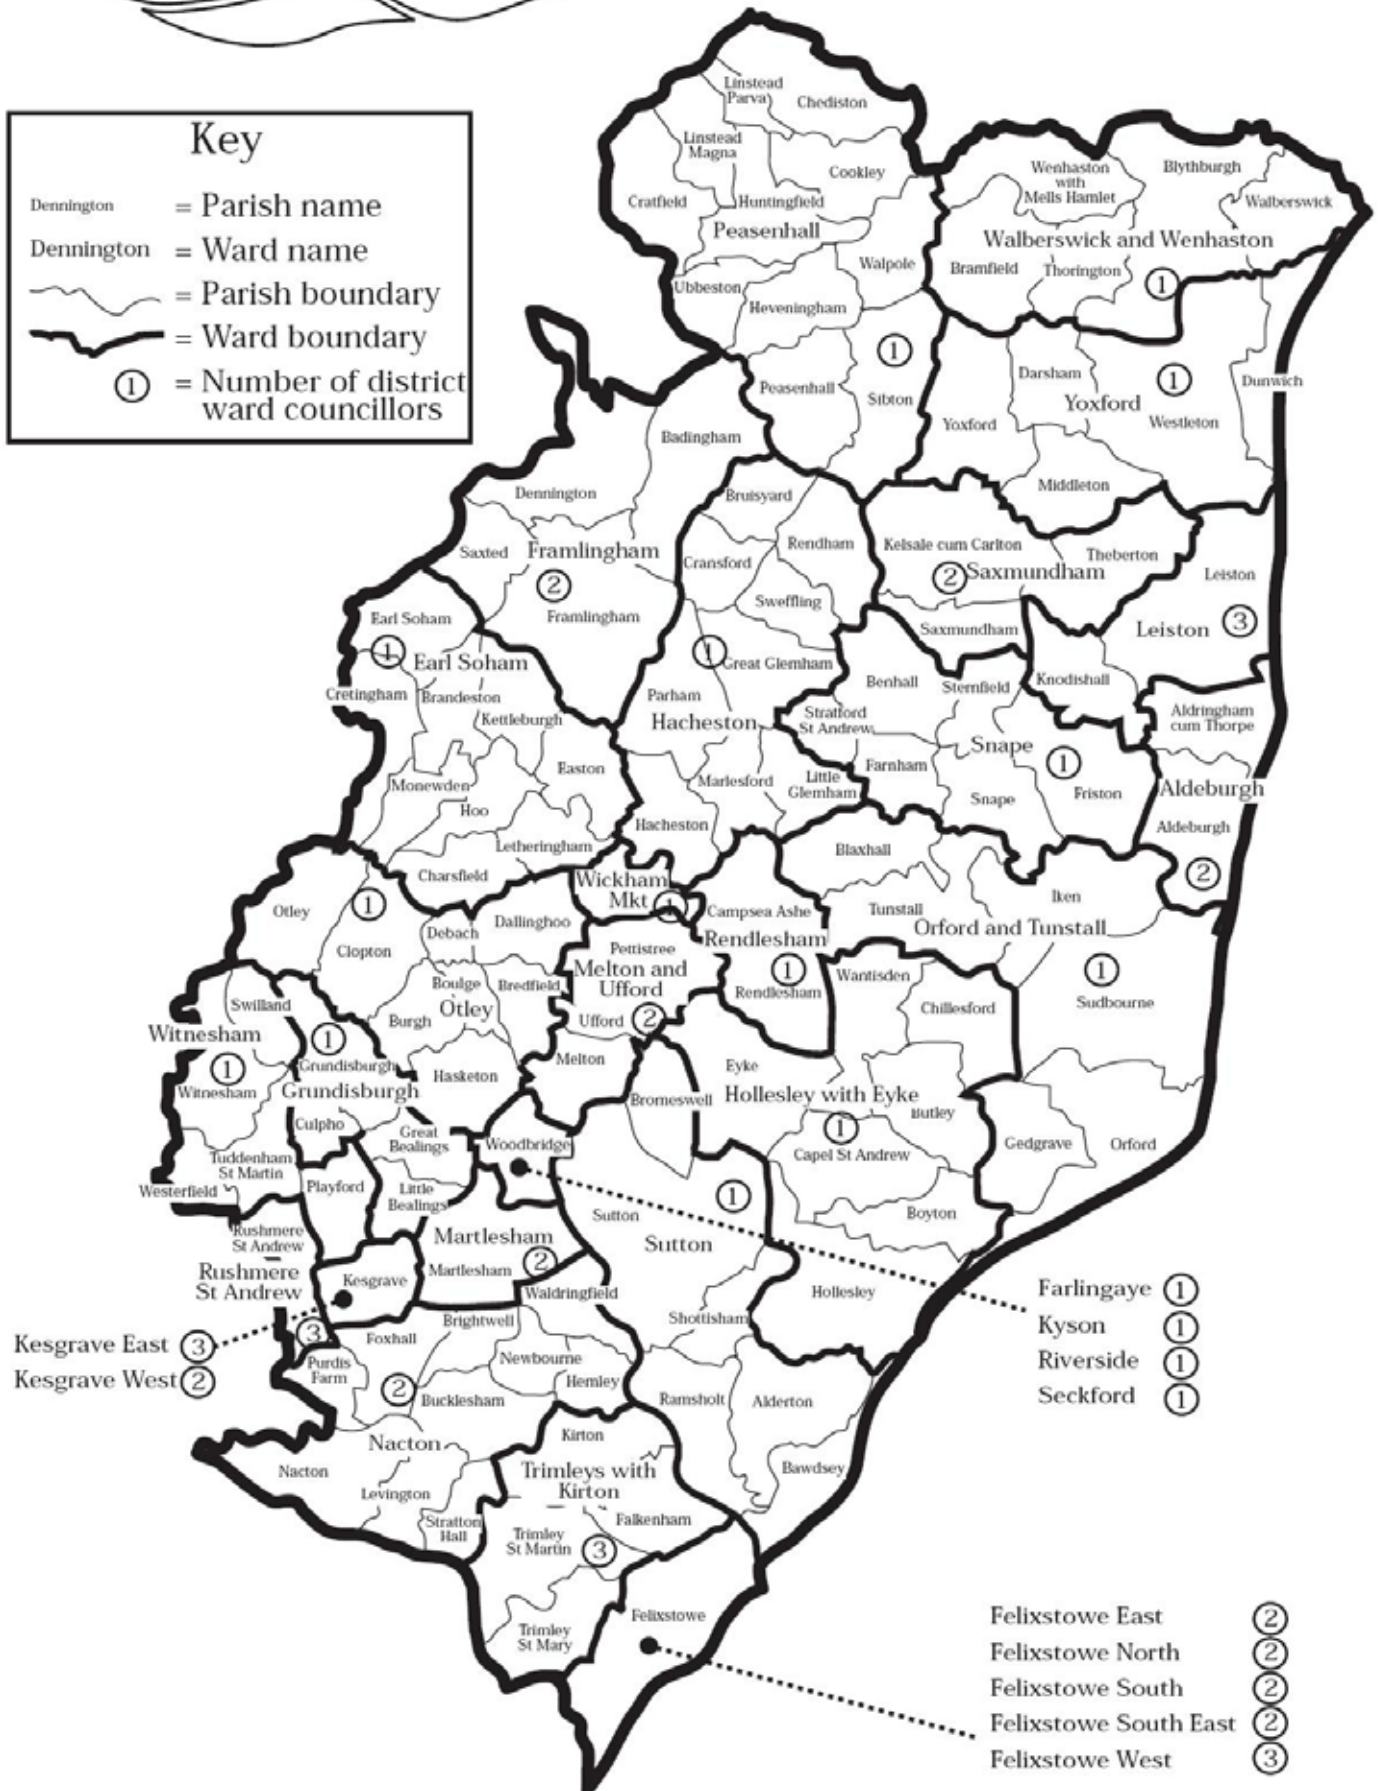 Key
Dennington = Parish name
Dennington = Ward name
= Parish boundary
= Ward boundary
① = Number of district
ward councillors
Linstead
Parva
Chediston
Linstead
Magna
Cookley
Cratfield
Huntingfield
Peasenhall
Walpole
Ubbeston
Heveningham
①
Peasenhall
Sibton
Wenhaston
with
Mells Hamlet
Blythburgh
Walberswick
Walberswick and Wenhaston
Bramfield
Thorington
①
Darsham
①
Dunwich
Yoxford
Yoxford
Westleton
Middleton
Badingham
Dennington
Saxted
Framlingham
②
Framlingham
Bruisyard
Rendham
Cransford
Sweffling
①
Great Glemham
Parham
Hacheston
Marlesford
Little
Glemham
Hacheston
Kelsale cum Carlton
Theberton
② Saxmundham
Saxmundham
Leiston
Leiston ③
Knodishall
Aldringham
cum Thorpe
Aldeburgh
Aldeburgh
②
Benhall
Sternfield
Stratford
St Andrew
Snape
①
Farnham
Snape
Friston
Earl Soham
①
Earl Soham
Cretingham
Brandeston
Kettleburgh
Easton
Monewden
Hoo
Letheringham
Charsfield
Otley
①
Clopton
Debach
Dallinghoo
Boulge
Bredfield
Otley
Burgh
Hasketon
Great
Bealings
Little
Bealings
Wickham
Mkt ①
Pettistree
Melton and
Ufford
Ufford ②
Melton
Campsea Ashe
Rendlesham
①
Rendlesham
Blaxhall
Iken
Tunstall
Orford and Tunstall
①
Sudbourne
Gedgrave
Orford
Wantisden
Chillesford
Eyke
Hollesley with Eyke
Butley
①
Capel St Andrew
Boyton
Hollesley
Swilland
Witnesham
①
Witnesham
Tuddenham
St Martin
Westerfield
①
Grundisburgh
Grundisburgh
Culpho
Playford
Woodbridge
Bromeswell
①
Sutton
Sutton
Shottisham
Ramsholt
Alderton
Bawdsey
Rushmere
St Andrew
Rushmere
St Andrew
③
Kesgrave
Martlesham
②
Martlesham
Waldringfield
Brightwell
Foxhall
Purdis
Farm
Newbourne
Hemley
②
Bucklesham
Nacton
Nacton
Levington
Stratton
Hall
Kirton
Trimleys with
Kirton
Falkenham
Trimley
St Martin ③
Trimley
St Mary
Felixstowe
Kesgrave East ③
Kesgrave West ②
Farlingaye ①
Kyson ①
Riverside ①
Seckford ①
Felixstowe East ②
Felixstowe North ②
Felixstowe South ②
Felixstowe South East ②
Felixstowe West ③